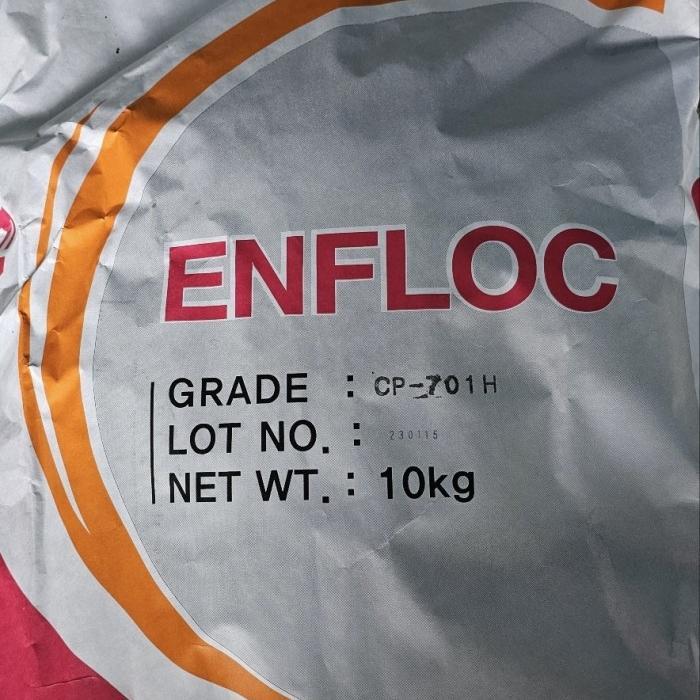 ENFLOC
GRADE : CP-701H
LOT NO. : 230115
NET WT. : 10kg